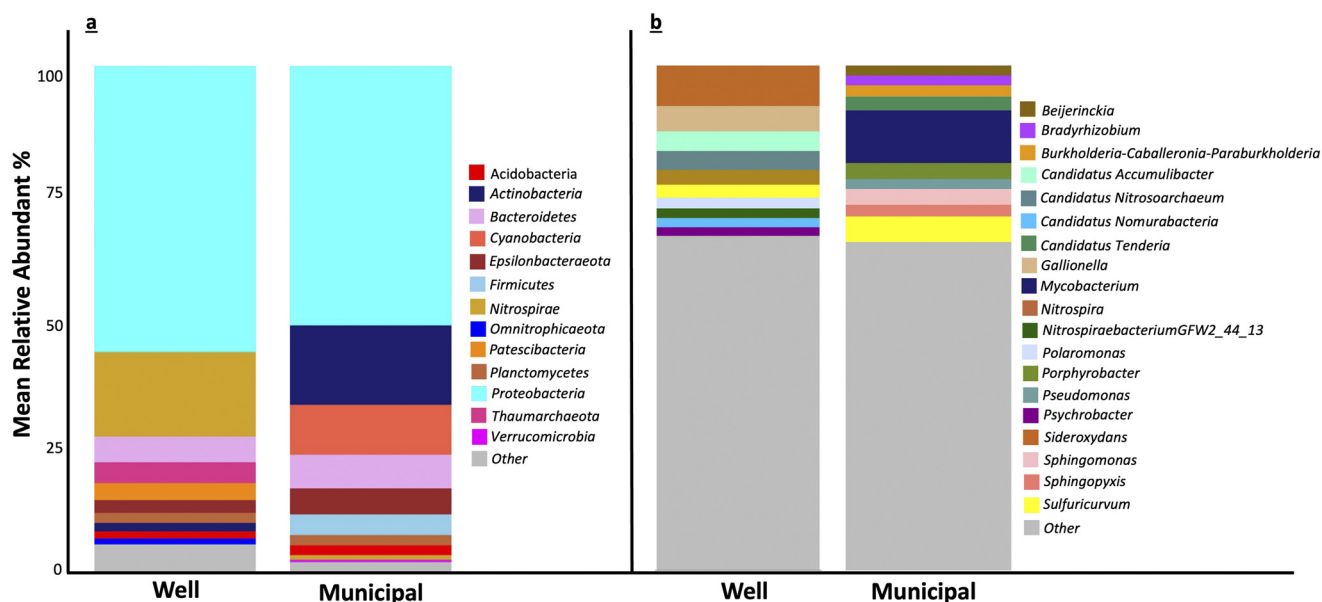 a
b
Mean Relative Abundant %
100
75
50
25
0
Acidobacteria
Actinobacteria
Bacteroidetes
Cyanobacteria
Epsilonbacteraeota
Firmicutes
Nitrospirae
Omnitrophicaeota
Patescibacteria
Planctomycetes
Proteobacteria
Thaumarchaeota
Verrucomicrobia
Other
Beijerinckia
Bradyrhizobium
Burkholderia-Caballeronia-Paraburkholderia
Candidatus Accumulibacter
Candidatus Nitrosoarchaeum
Candidatus Nomurabacteria
Candidatus Tenderia
Gallionella
Mycobacterium
Nitrospira
NitrospiraebacteriumGFW2_44_13
Polaromonas
Porphyrobacter
Pseudomonas
Psychrobacter
Sideroxydans
Sphingomonas
Sphingopyxis
Sulfuricurvum
Other
Well
Municipal
Well
Municipal